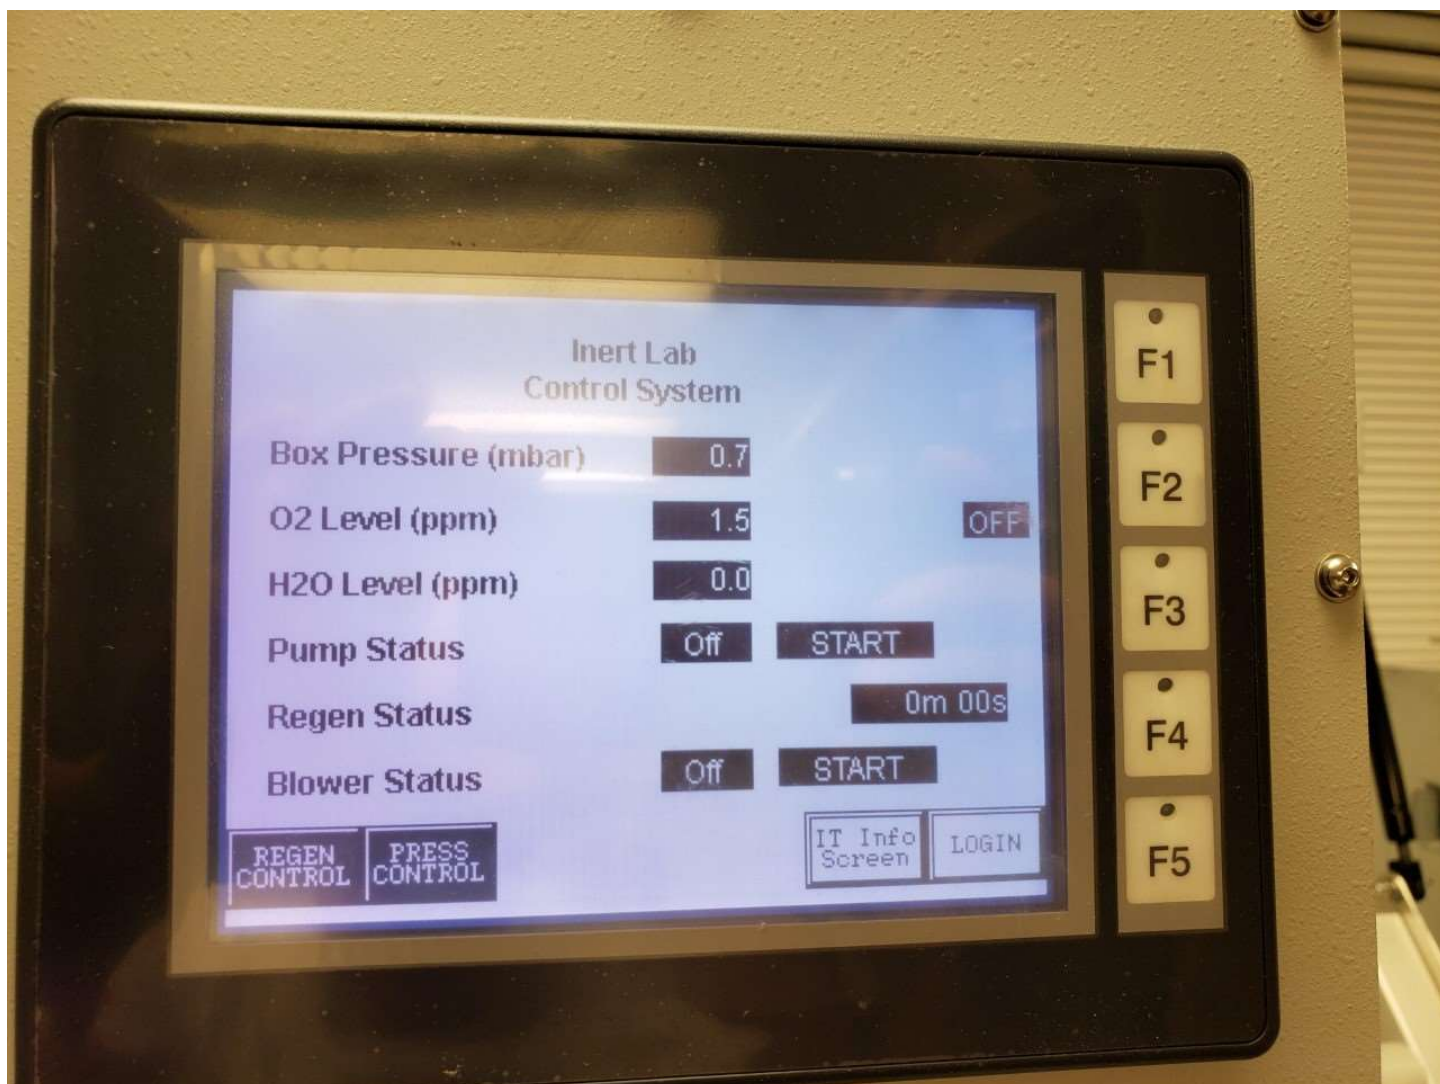 Inert Lab
Control System
Box Pressure (mbar) 0.7
O2 Level (ppm) 1.5 OFF
H2O Level (ppm) 0.0
Pump Status Off START
Regen Status 0m 00s
Blower Status Off START
REGEN CONTROL PRESS CONTROL IT Info Screen LOGIN
F1
F2
F3
F4
F5